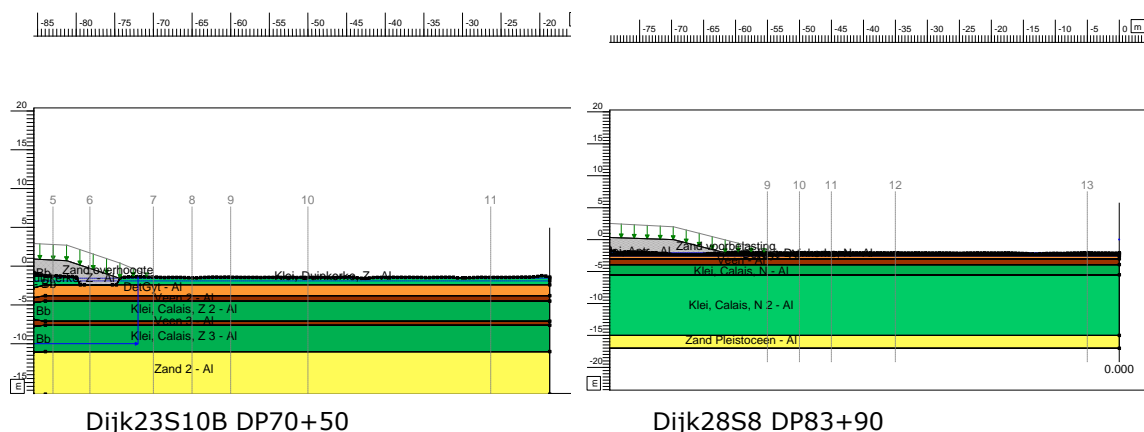 -85 -80 -75 -70 -65 -60 -55 -50 -45 -40 -35 -30 -25 -20
-75 -70 -65 -60 -55 -50 -45 -40 -35 -30 -25 -20 -15 -10 -5 0 m
20
15
10
5
0
-5
-10
-15
m
5 6 7 8 9 10 11
Bb
Zand overhoogte
Klei, Duinkerke, Z - Al
Bb
DetGyt - Al
Veen 2 - Al
Bb
Klei, Calais, Z 2 - Al
Veen 3 - Al
Bb
Klei, Calais, Z 3 - Al
Zand 2 - Al
Dijk23S10B DP70+50
20
15
10
5
0
-5
-10
-15
-20
m
9 10 11 12 13
Zand voorbelasting
Veen - Al
Klei, Calais, N - Al
Klei, Calais, N 2 - Al
Zand Pleistoceen - Al
0.000
Dijk28S8 DP83+90